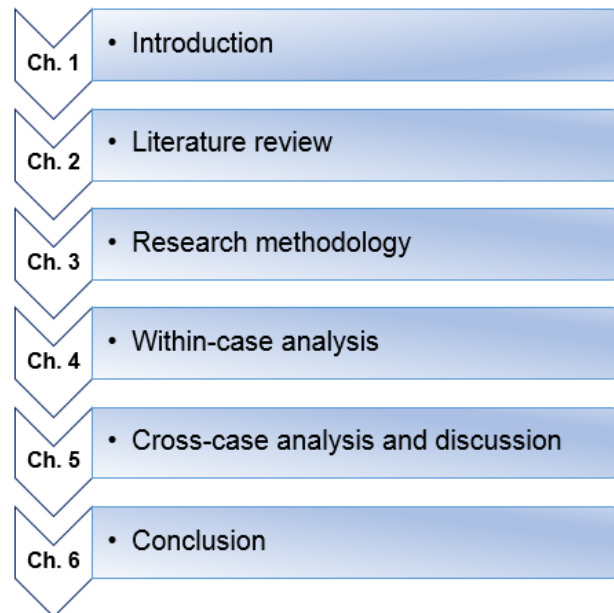 Ch. 1
• Introduction
Ch. 2
• Literature review
Ch. 3
• Research methodology
Ch. 4
• Within-case analysis
Ch. 5
• Cross-case analysis and discussion
Ch. 6
• Conclusion